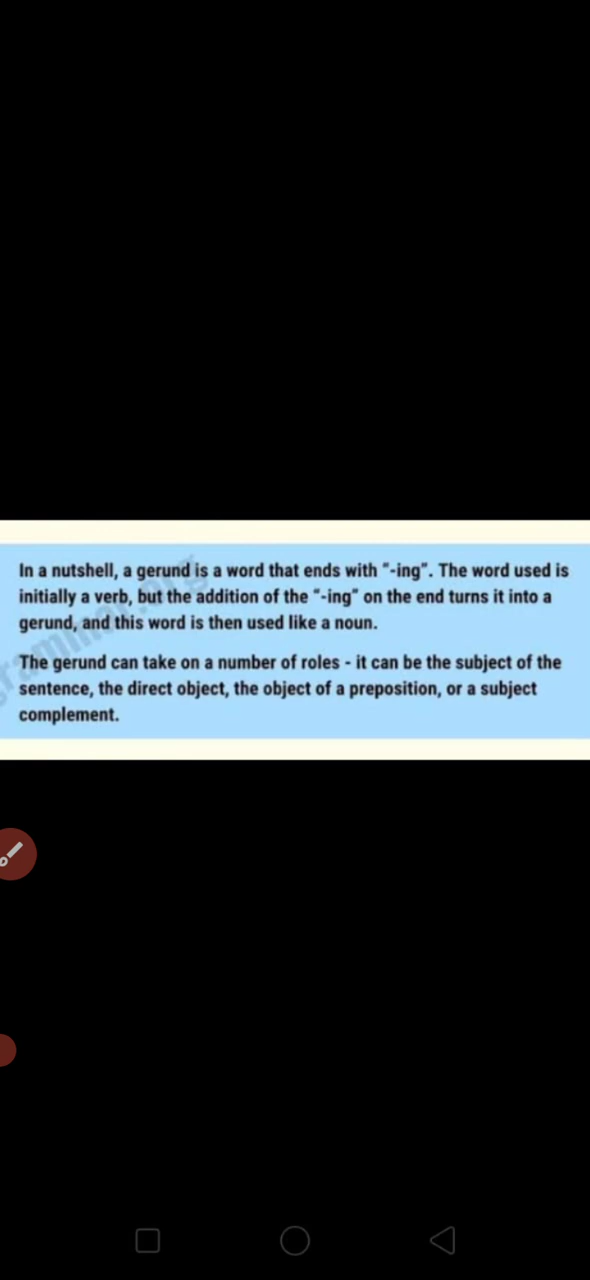 In a nutshell, a gerund is a word that ends with "-ing". The word used is
initially a verb, but the addition of the "-ing" on the end turns it into a
gerund, and this word is then used like a noun.
The gerund can take on a number of roles - it can be the subject of the
sentence, the direct object, the object of a preposition, or a subject
complement.